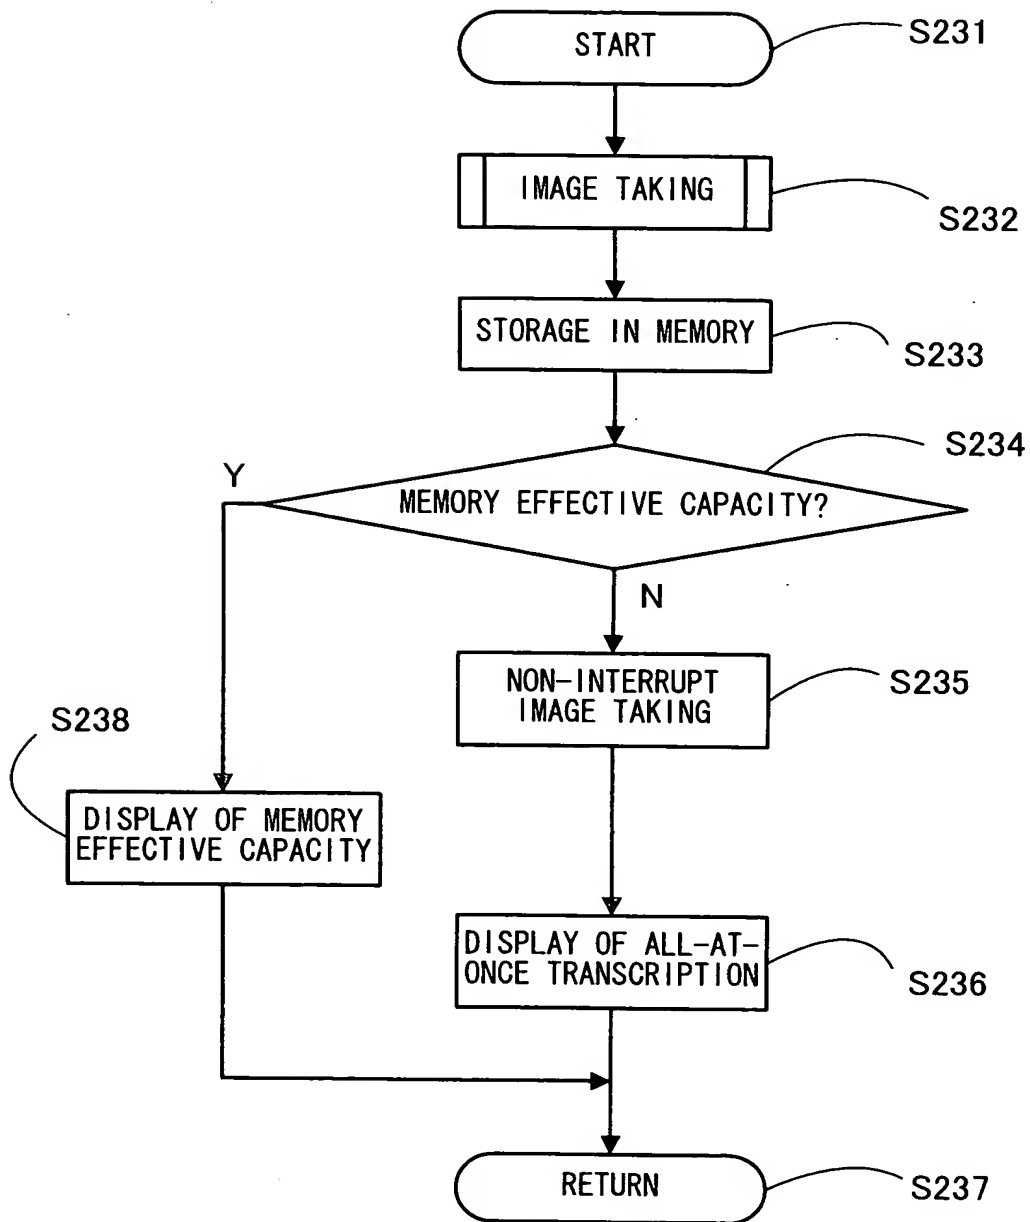 START
S231
IMAGE TAKING
S232
STORAGE IN MEMORY
S233
S234
Y
MEMORY EFFECTIVE CAPACITY?
N
NON-INTERRUPT
IMAGE TAKING
S235
S238
DISPLAY OF MEMORY
EFFECTIVE CAPACITY
DISPLAY OF ALL-AT-
ONCE TRANSCRIPTION
S236
RETURN
S237